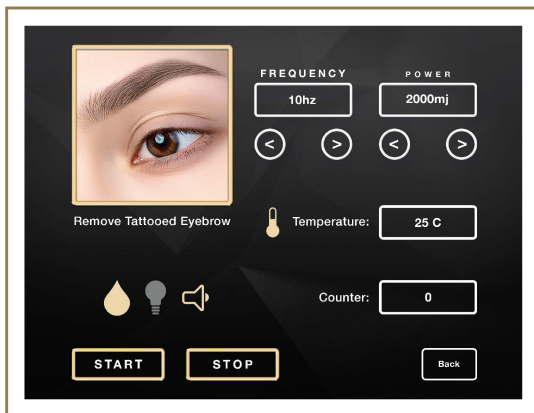 FREQUENCY
POWER
10hz
2000mj
<
>
<
>
Remove Tattooed Eyebrow
Temperature:
25 C
Counter:
0
START
STOP
Back